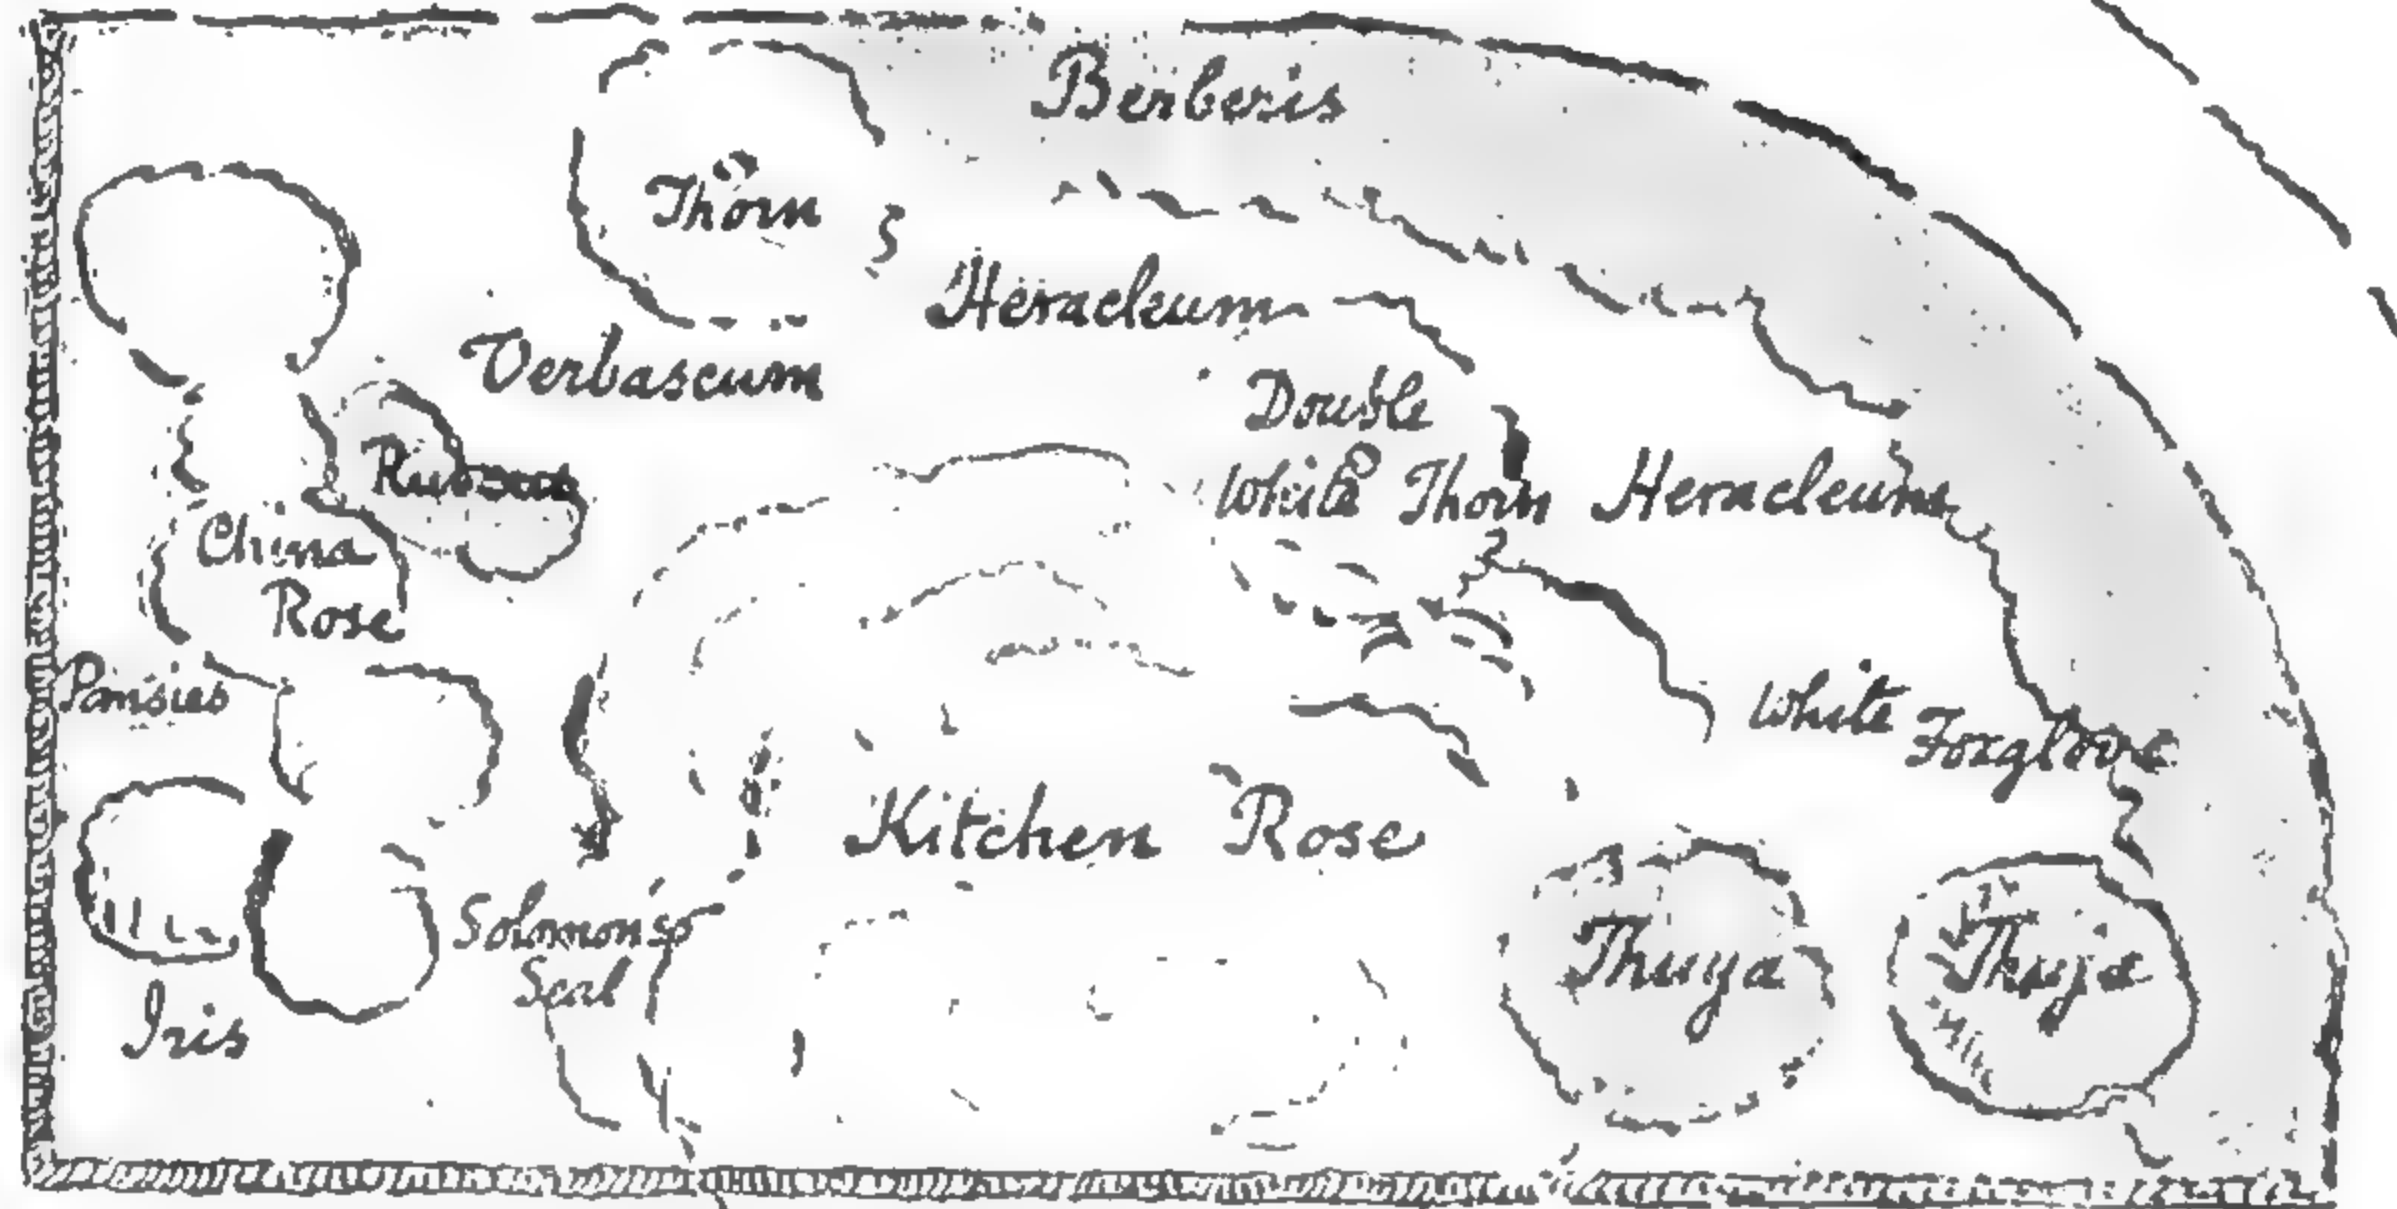 Berberis
Thorn
Heracleum
Verbascum
Double
White Thorn
Heracleum
China
Rose
Pansies
White Foxglove
Kitchen Rose
Solomon's
Seal
Thuya
Thuya
Iris